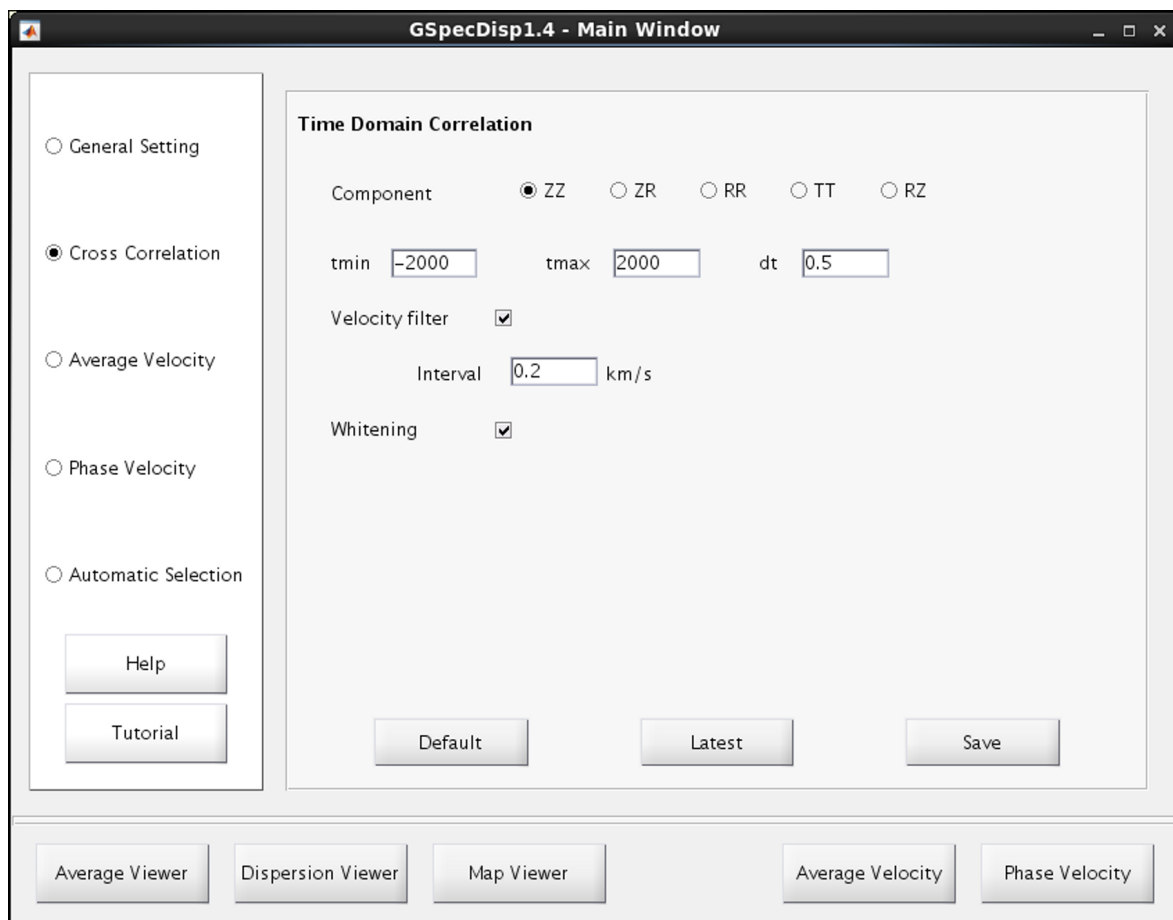 GSpecDisp1.4 - Main Window
General Setting
Cross Correlation
Average Velocity
Phase Velocity
Automatic Selection
Help
Tutorial
Time Domain Correlation
Component ZZ ZR RR TT RZ
tmin -2000 tmax 2000 dt 0.5
Velocity filter
Interval 0.2 km/s
Whitening
Default Latest Save
Average Viewer Dispersion Viewer Map Viewer Average Velocity Phase Velocity